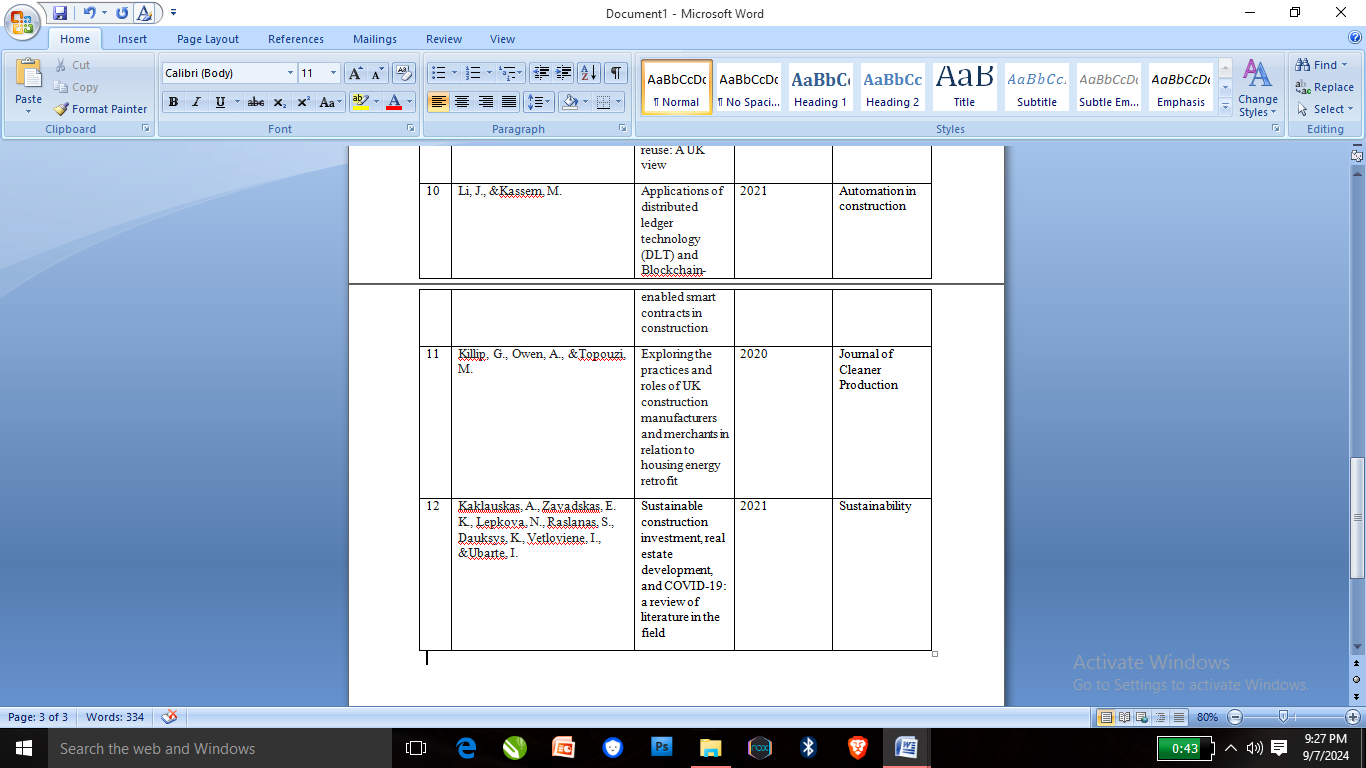 Document1 - Microsoft Word
Home Insert Page Layout References Mailings Review View
Paste
Cut
Copy
Format Painter
Clipboard
Calibri (Body) 11
Font
Paragraph
AaBbCcDc AaBbCcDc AaBbC AaBbCc AaB AaBbCc. AaBbCcDc AaBbCcDc
¶ Normal ¶ No Spaci... Heading 1 Heading 2 Title Subtitle Subtle Em... Emphasis
Change
Styles
Styles
Find
Replace
Select
Editing
reuse: A UK
view
10 Li, J., &Kassem, M. Applications of 2021 Automation in
distributed construction
ledger
technology
(DLT) and
Blockchain-
enabled smart
contracts in
construction
11 Killip, G., Owen, A., &Topouzi, Exploring the 2020 Journal of
M. practices and Cleaner
roles of UK Production
construction
manufacturers
and merchants in
relation to
housing energy
retrofit
12 Kaklauskas, A., Zavadskas, E. Sustainable 2021 Sustainability
K., Lepkova, N., Raslanas, S., construction
Dauksys, K., Vetloviene, I., investment, real
&Ubarte, I. estate
development,
and COVID-19:
a review of
literature in the
field
Activate Windows
Go to Settings to activate Windows.
Page: 3 of 3 Words: 334 80%
Search the web and Windows
0:43
9:27 PM
9/7/2024